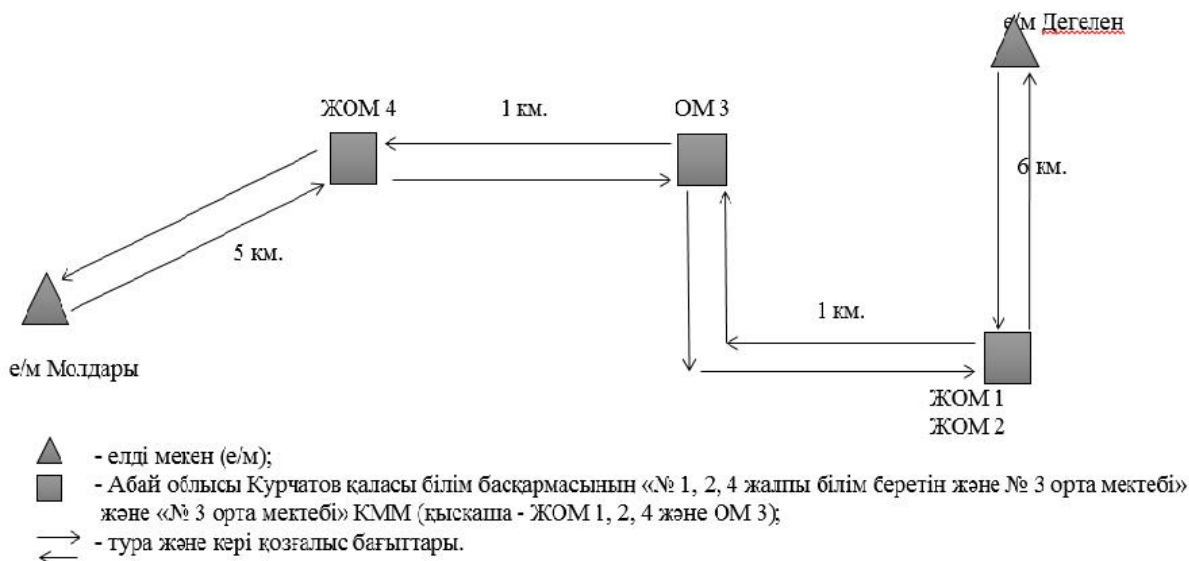 е/м Дегелен
ЖОМ 4
1 км.
ОМ 3
6 км.
5 км.
1 км.
е/м Молдары
ЖОМ 1
ЖОМ 2
- елді мекен (е/м);
- Абай облысы Курчатов қаласы білім басқармасынын «№ 1, 2, 4 жалпы білім беретін және № 3 орта мектебі»
және «№ 3 орта мектебі» КММ (қысқаша - ЖОМ 1, 2, 4 және ОМ 3);
- тура және кері қозғалыс бағыттары.